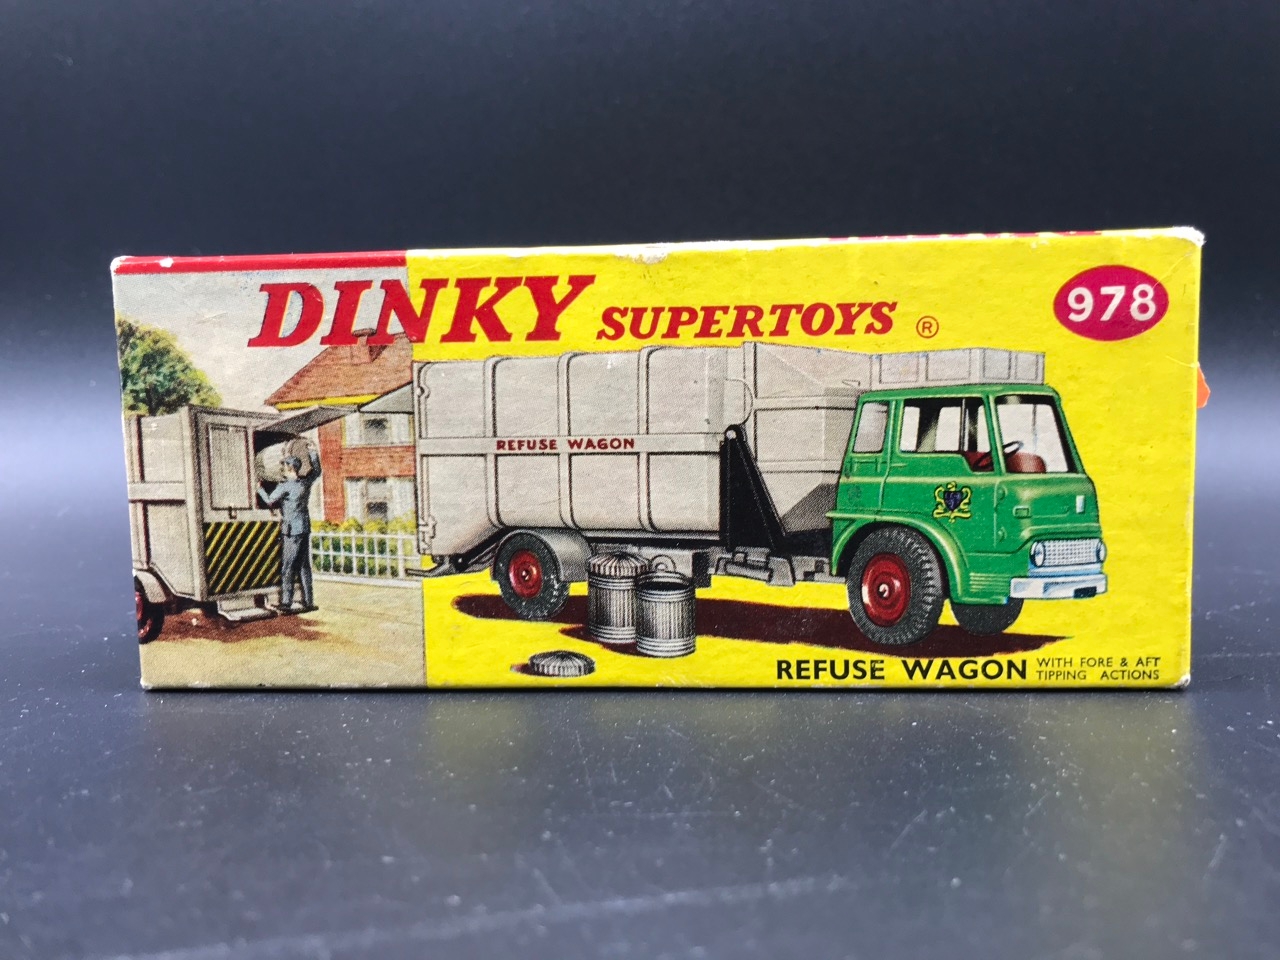 DINKY SUPERTOYS ®
978
REFUSE WAGON
REFUSE WAGON WITH FORE & AFT
TIPPING ACTIONS